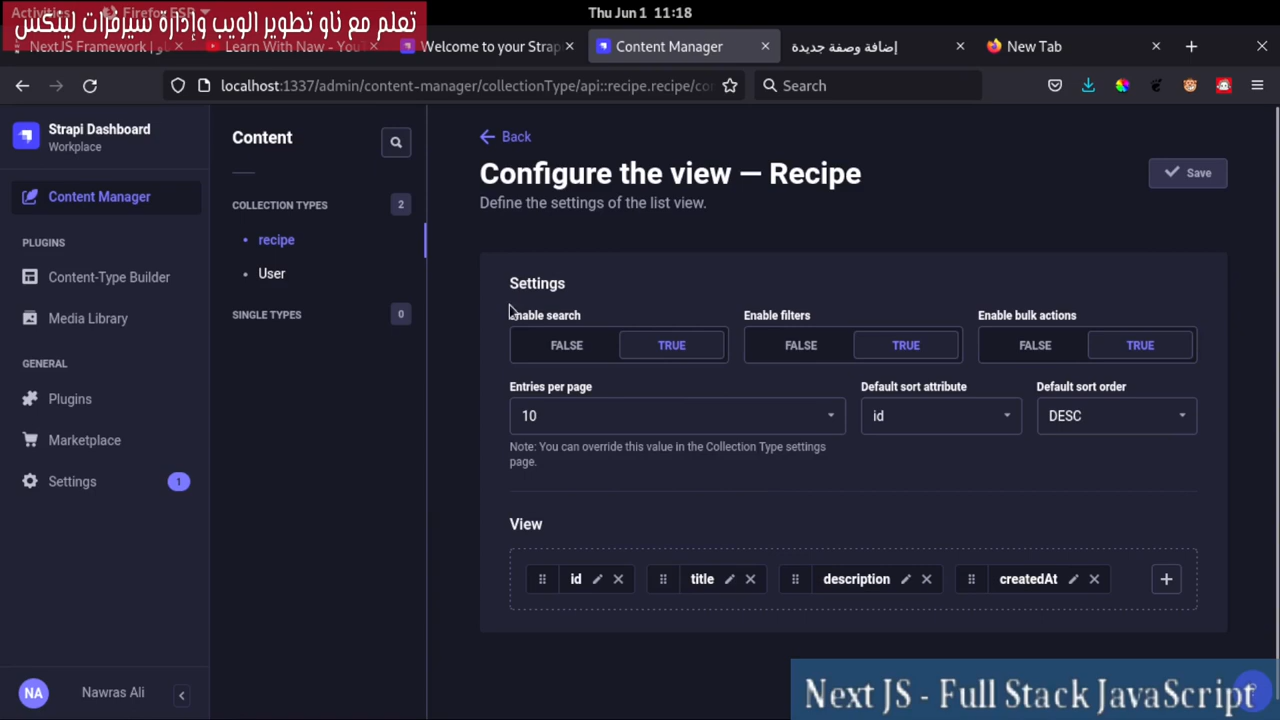 Activities
Firefox ESR
Thu Jun 1 11:18
تعلم مع ناو تطوير الويب وإدارة سيرفرات لينكس
NextJS Framework | ناو
Learn With Naw - You
Welcome to your Strap
Content Manager
إضافة وصفة جديدة
New Tab
localhost:1337/admin/content-manager/collectionType/api::recipe.recipe/co
Search
Strapi Dashboard
Workplace
Content Manager
PLUGINS
Content-Type Builder
Media Library
GENERAL
Plugins
Marketplace
Settings
1
NA
Nawras Ali
Content
COLLECTION TYPES
2
recipe
User
SINGLE TYPES
0
Back
Configure the view — Recipe
Define the settings of the list view.
Save
Settings
Enable search
Enable filters
Enable bulk actions
FALSE TRUE
FALSE TRUE
FALSE TRUE
Entries per page
Default sort attribute
Default sort order
10
id
DESC
Note: You can override this value in the Collection Type settings
page.
View
id
title
description
createdAt
Next JS - Full Stack JavaScript